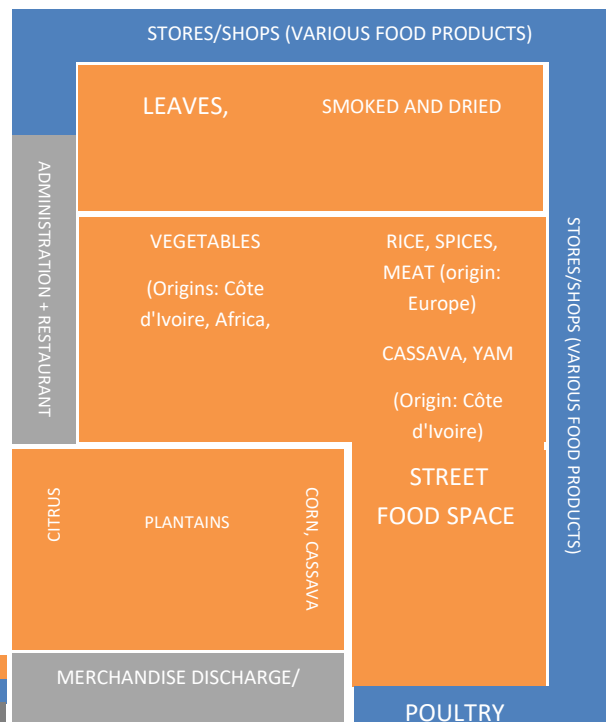 STORES/SHOPS (VARIOUS FOOD PRODUCTS)
LEAVES,
SMOKED AND DRIED
ADMINISTRATION + RESTAURANT
VEGETABLES
(Origins: Côte
d'Ivoire, Africa,
RICE, SPICES,
MEAT (origin:
Europe)
CASSAVA, YAM
(Origin: Côte
d'Ivoire)
STORES/SHOPS (VARIOUS FOOD PRODUCTS)
CITRUS
PLANTAINS
CORN, CASSAVA
STREET
FOOD SPACE
MERCHANDISE DISCHARGE/
POULTRY